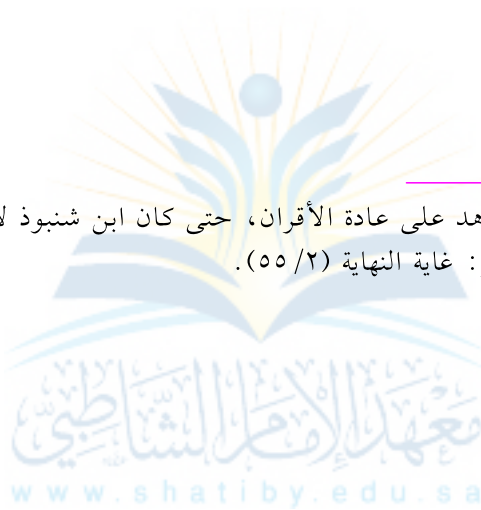 هد على عادة الأقران، حتى كان ابن شنبوذ لا
: غاية النهاية (٢/ ٥٥).
معهد الإمام الشاطبي
www.shatiby.edu.sa